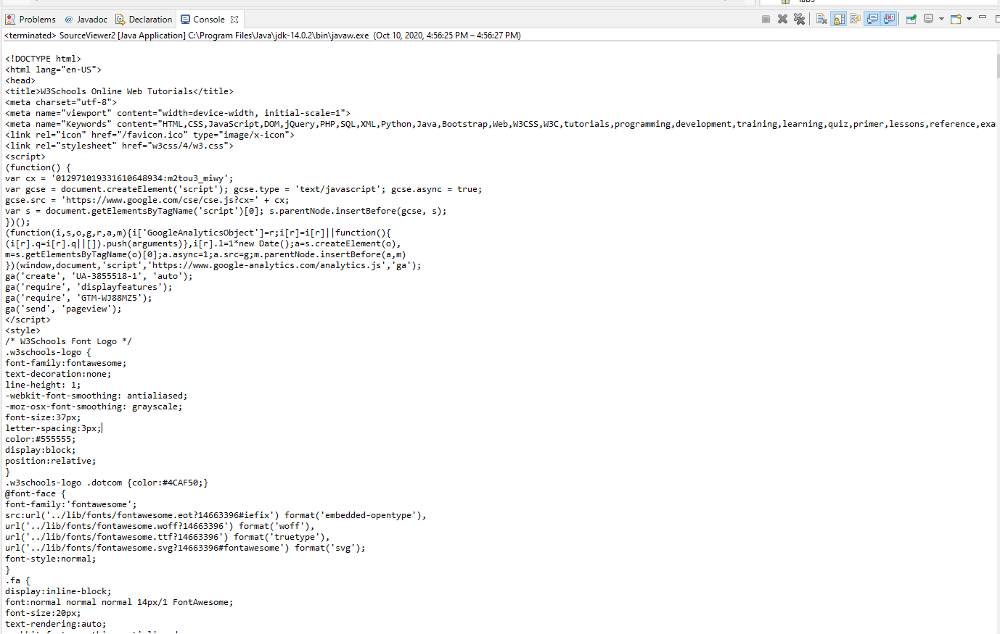 Problems @ Javadoc Declaration Console
<terminated> SourceViewer2 [Java Application] C:\Program Files\Java\jdk-14.0.2\bin\javaw.exe (Oct 10, 2020, 4:56:25 PM – 4:56:27 PM)
<!DOCTYPE html>
<html lang="en-US">
<head>
<title>W3Schools Online Web Tutorials</title>
<meta charset="utf-8">
<meta name="viewport" content="width=device-width, initial-scale=1">
<meta name="Keywords" content="HTML,CSS,JavaScript,DOM,jQuery,PHP,SQL,XML,Python,Java,Bootstrap,Web,W3CSS,W3C,tutorials,programming,development,training,learning,quiz,primer,lessons,reference,exa
<link rel="icon" href="/favicon.ico" type="image/x-icon">
<link rel="stylesheet" href="w3css/4/w3.css">
<script>
(function() {
var cx = '012971019331610648934:m2tou3_miwy';
var gcse = document.createElement('script'); gcse.type = 'text/javascript'; gcse.async = true;
gcse.src = 'https://www.google.com/cse/cse.js?cx=' + cx;
var s = document.getElementsByTagName('script')[0]; s.parentNode.insertBefore(gcse, s);
})();
(function(i,s,o,g,r,a,m){i['GoogleAnalyticsObject']=r;i[r]=i[r]||function(){
(i[r].q=i[r].q||[]).push(arguments)},i[r].l=1*new Date();a=s.createElement(o),
m=s.getElementsByTagName(o)[0];a.async=1;a.src=g;m.parentNode.insertBefore(a,m)
})(window,document,'script','https://www.google-analytics.com/analytics.js','ga');
ga('create', 'UA-3855518-1', 'auto');
ga('require', 'displayfeatures');
ga('require', 'GTM-WJ88MZ5');
ga('send', 'pageview');
</script>
<style>
/* W3Schools Font Logo */
.w3schools-logo {
font-family:fontawesome;
text-decoration:none;
line-height: 1;
-webkit-font-smoothing: antialiased;
-moz-osx-font-smoothing: grayscale;
font-size:37px;
letter-spacing:3px;
color:#555555;
display:block;
position:relative;
}
.w3schools-logo .dotcom {color:#4CAF50;}
@font-face {
font-family:'fontawesome';
src:url('../lib/fonts/fontawesome.eot?14663396#iefix') format('embedded-opentype'),
url('../lib/fonts/fontawesome.woff?14663396') format('woff'),
url('../lib/fonts/fontawesome.ttf?14663396') format('truetype'),
url('../lib/fonts/fontawesome.svg?14663396#fontawesome') format('svg');
font-style:normal;
}
.fa {
display:inline-block;
font:normal normal normal 14px/1 FontAwesome;
font-size:20px;
text-rendering:auto;